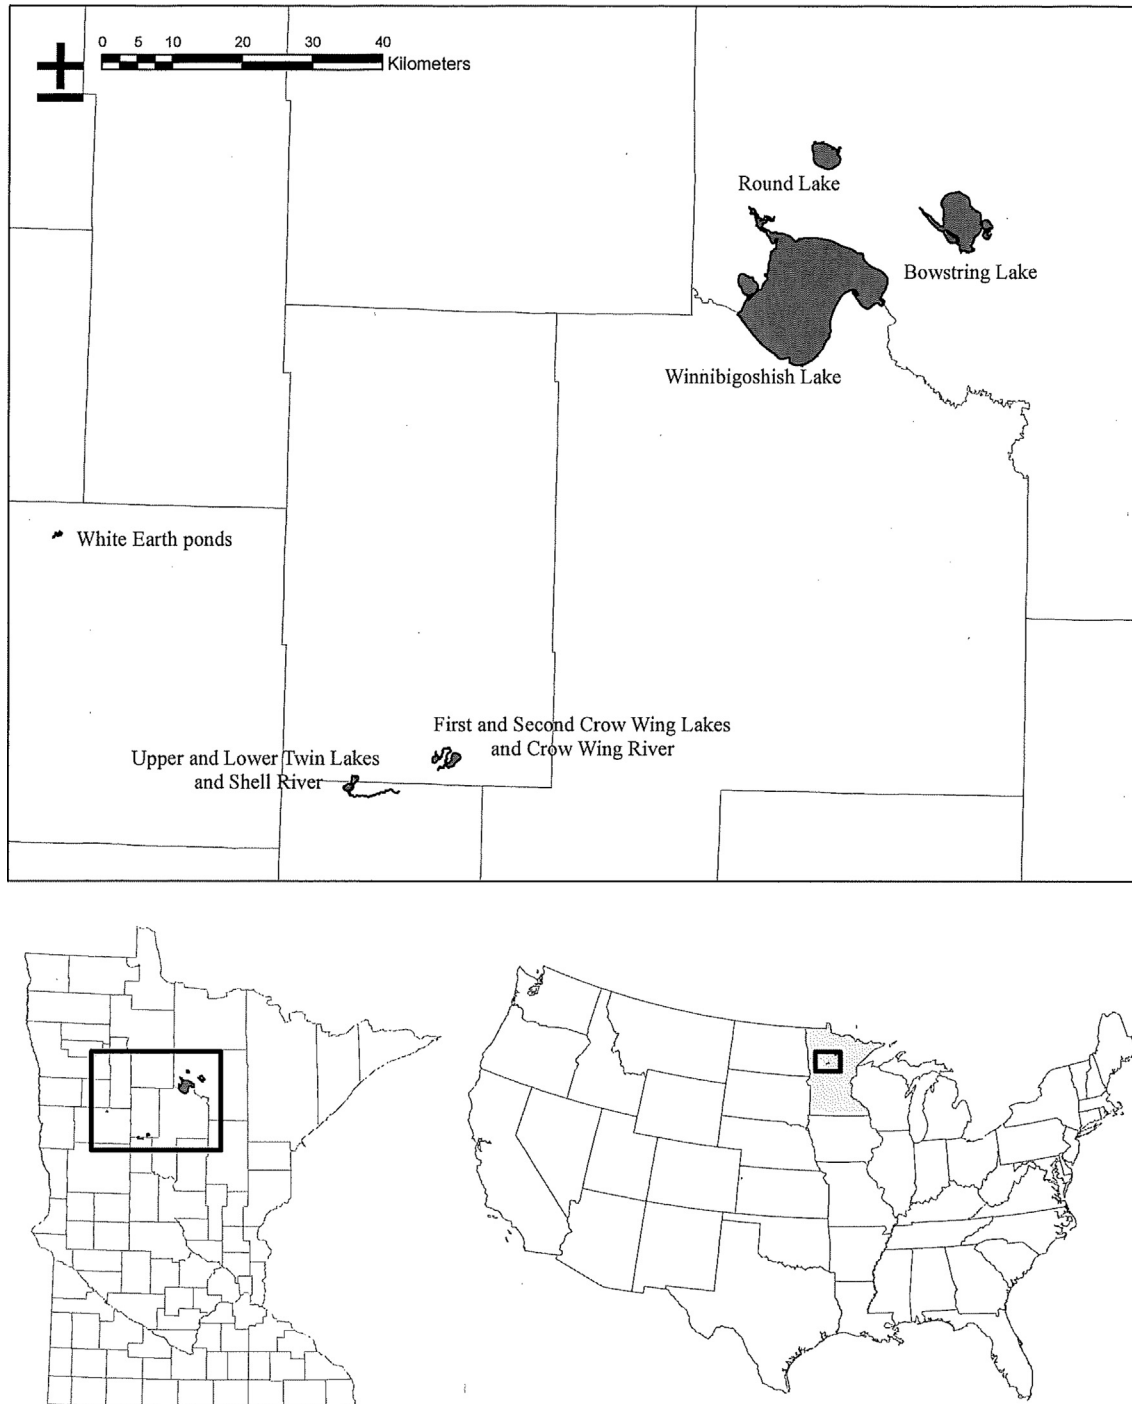 0 5 10 20 30 40
Kilometers
Round Lake
Bowstring Lake
Winnibigoshish Lake
White Earth ponds
First and Second Crow Wing Lakes
and Crow Wing River
Upper and Lower Twin Lakes
and Shell River